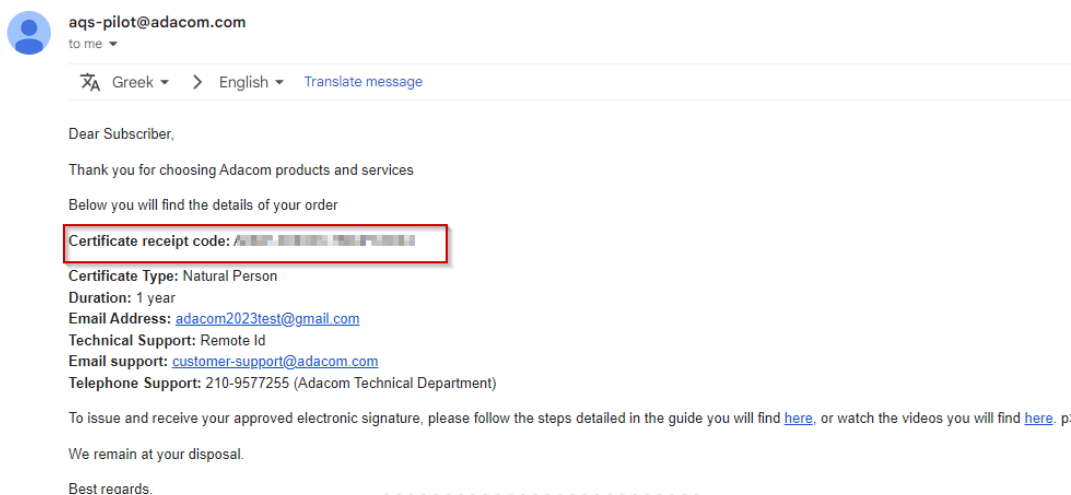 aqs-pilot@adacom.com
to me
Greek > English Translate message
Dear Subscriber,
Thank you for choosing Adacom products and services
Below you will find the details of your order
Certificate receipt code:
Certificate Type: Natural Person
Duration: 1 year
Email Address: adacom2023test@gmail.com
Technical Support: Remote Id
Email support: customer-support@adacom.com
Telephone Support: 210-9577255 (Adacom Technical Department)
To issue and receive your approved electronic signature, please follow the steps detailed in the guide you will find here, or watch the videos you will find here.
We remain at your disposal.
Best regards.